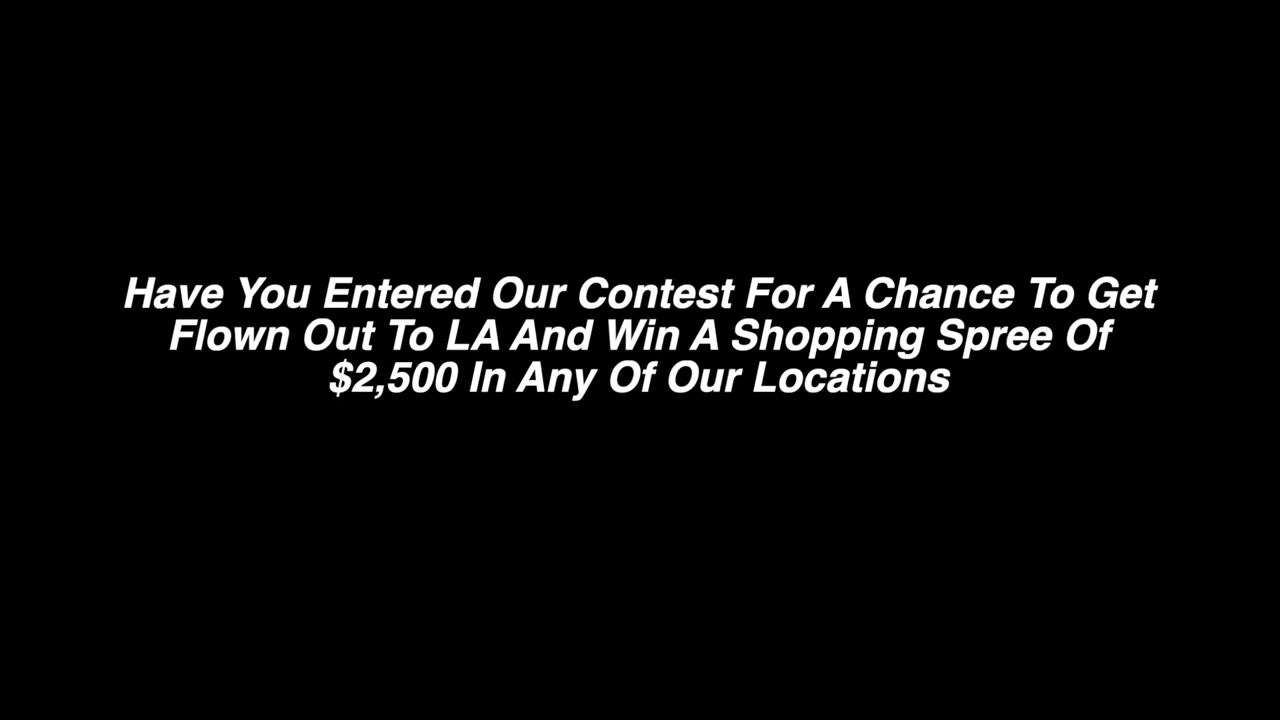 Have You Entered Our Contest For A Chance To Get
Flown Out To LA And Win A Shopping Spree Of
$2,500 In Any Of Our Locations